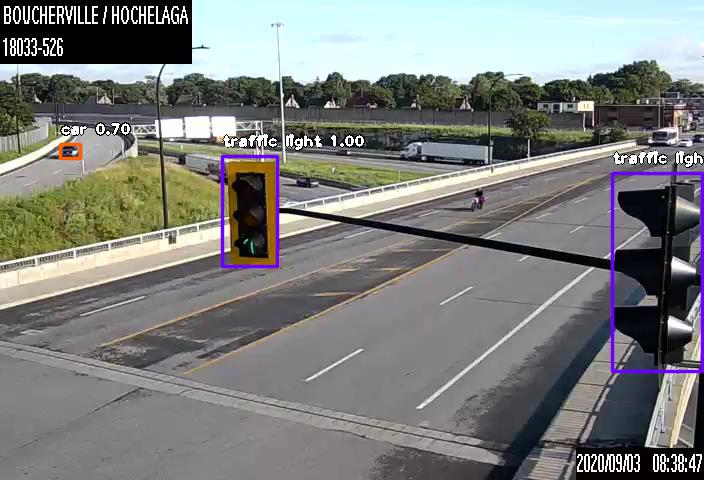 BOUCHERVILLE / HOCHELAGA
18033-526
car 0.70
traffic light 1.00
traffic ligh
2020/09/03 08:38:47